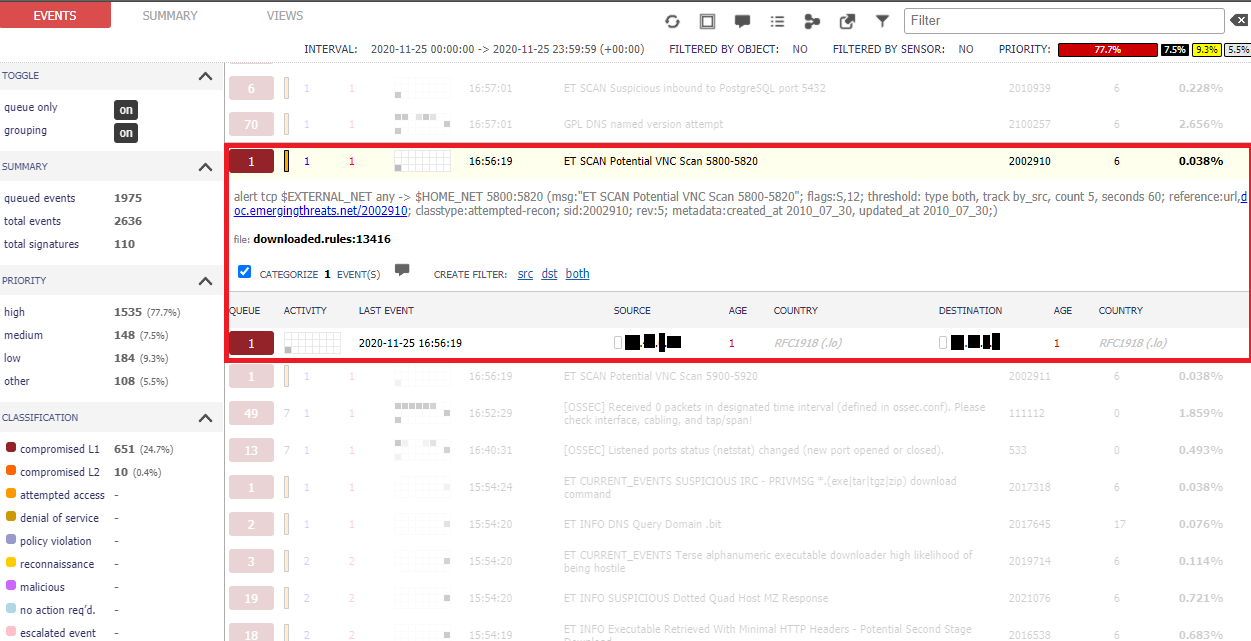 EVENTS SUMMARY VIEWS
Filter
INTERVAL: 2020-11-25 00:00:00 -> 2020-11-25 23:59:59 (+00:00) FILTERED BY OBJECT: NO FILTERED BY SENSOR: NO PRIORITY: 77.7% 7.5% 9.3% 5.5%
TOGGLE
queue only on
grouping on
SUMMARY
queued events 1975
total events 2636
total signatures 110
PRIORITY
high 1535 (77.7%)
medium 148 (7.5%)
low 184 (9.3%)
other 108 (5.5%)
CLASSIFICATION
compromised L1 651 (24.7%)
compromised L2 10 (0.4%)
attempted access -
denial of service -
policy violation -
reconnaissance -
malicious -
no action req'd. -
escalated event -
6 1 1 16:57:01 ET SCAN Suspicious inbound to PostgreSQL port 5432 2010939 6 0.228%
70 1 1 16:57:01 GPL DNS named version attempt 2100257 6 2.656%
1 1 1 16:56:19 ET SCAN Potential VNC Scan 5800-5820 2002910 6 0.038%
alert tcp $EXTERNAL_NET any -> $HOME_NET 5800:5820 (msg:"ET SCAN Potential VNC Scan 5800-5820"; flags:S,12; threshold: type both, track by_src, count 5, seconds 60; reference:url,d
oc.emergingthreats.net/2002910; classtype:attempted-recon; sid:2002910; rev:5; metadata:created_at 2010_07_30, updated_at 2010_07_30;)
file: downloaded.rules:13416
CATEGORIZE 1 EVENT(S) CREATE FILTER: src dst both
QUEUE ACTIVITY LAST EVENT SOURCE AGE COUNTRY DESTINATION AGE COUNTRY
1 2020-11-25 16:56:19 1 RFC1918 (.lo) 1 RFC1918 (.lo)
1 1 1 16:56:19 ET SCAN Potential VNC Scan 5900-5920 2002911 6 0.038%
49 7 1 1 16:52:29 [OSSEC] Received 0 packets in designated time interval (defined in ossec.conf). Please 111112 0 1.859%
check interface, cabling, and tap/span!
13 7 1 1 16:40:31 [OSSEC] Listened ports status (netstat) changed (new port opened or closed). 533 0 0.493%
1 1 1 15:54:24 ET CURRENT_EVENTS SUSPICIOUS IRC - PRIVMSG *.(exe|tar|tgz|zip) download 2017318 6 0.038%
command
2 1 1 15:54:20 ET INFO DNS Query Domain .bit 2017645 17 0.076%
3 2 2 15:54:20 ET CURRENT_EVENTS Terse alphanumeric executable downloader high likelihood of 2019714 6 0.114%
being hostile
19 2 2 15:54:20 ET INFO SUSPICIOUS Dotted Quad Host MZ Response 2021076 6 0.721%
18 2 2 15:54:20 ET INFO Executable Retrieved With Minimal HTTP Headers - Potential Second Stage 2016538 6 0.683%